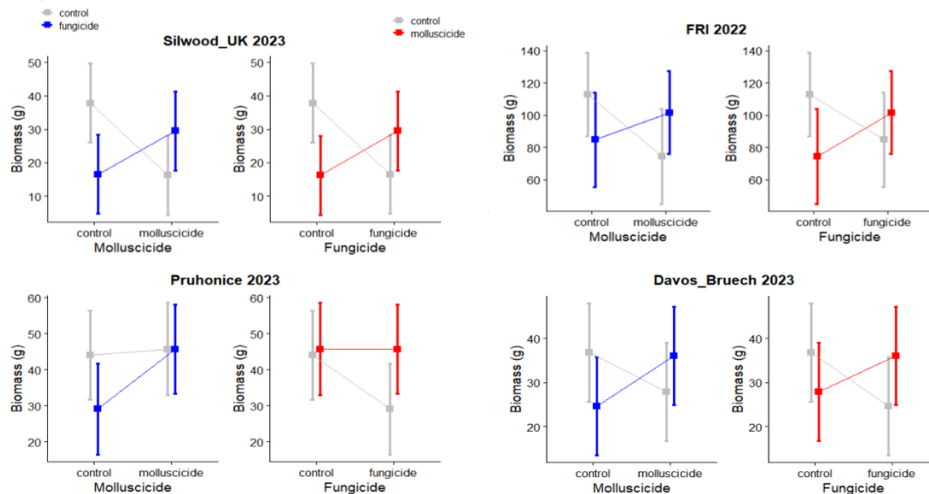 control
fungicide
control
molluscicide
Silwood_UK 2023
Biomass (g)
50
40
30
20
10
control molluscicide
Molluscicide
Biomass (g)
50
40
30
20
10
control fungicide
Fungicide
FRI 2022
Biomass (g)
140
120
100
80
60
control molluscicide
Molluscicide
Biomass (g)
140
120
100
80
60
control fungicide
Fungicide
Pruhonice 2023
Biomass (g)
60
50
40
30
20
control molluscicide
Molluscicide
Biomass (g)
60
50
40
30
20
control fungicide
Fungicide
Davos_Bruech 2023
Biomass (g)
40
30
20
control molluscicide
Molluscicide
Biomass (g)
40
30
20
control fungicide
Fungicide